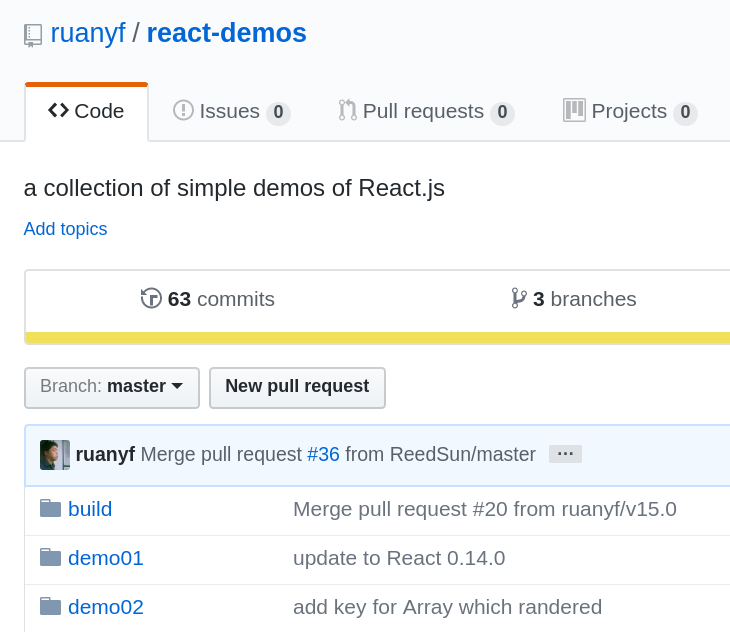 ruanyf / react-demos
Code Issues 0 Pull requests 0 Projects 0
a collection of simple demos of React.js
Add topics
63 commits 3 branches
Branch: master New pull request
ruanyf Merge pull request #36 from ReedSun/master ...
build Merge pull request #20 from ruanyf/v15.0
demo01 update to React 0.14.0
demo02 add key for Array which randered